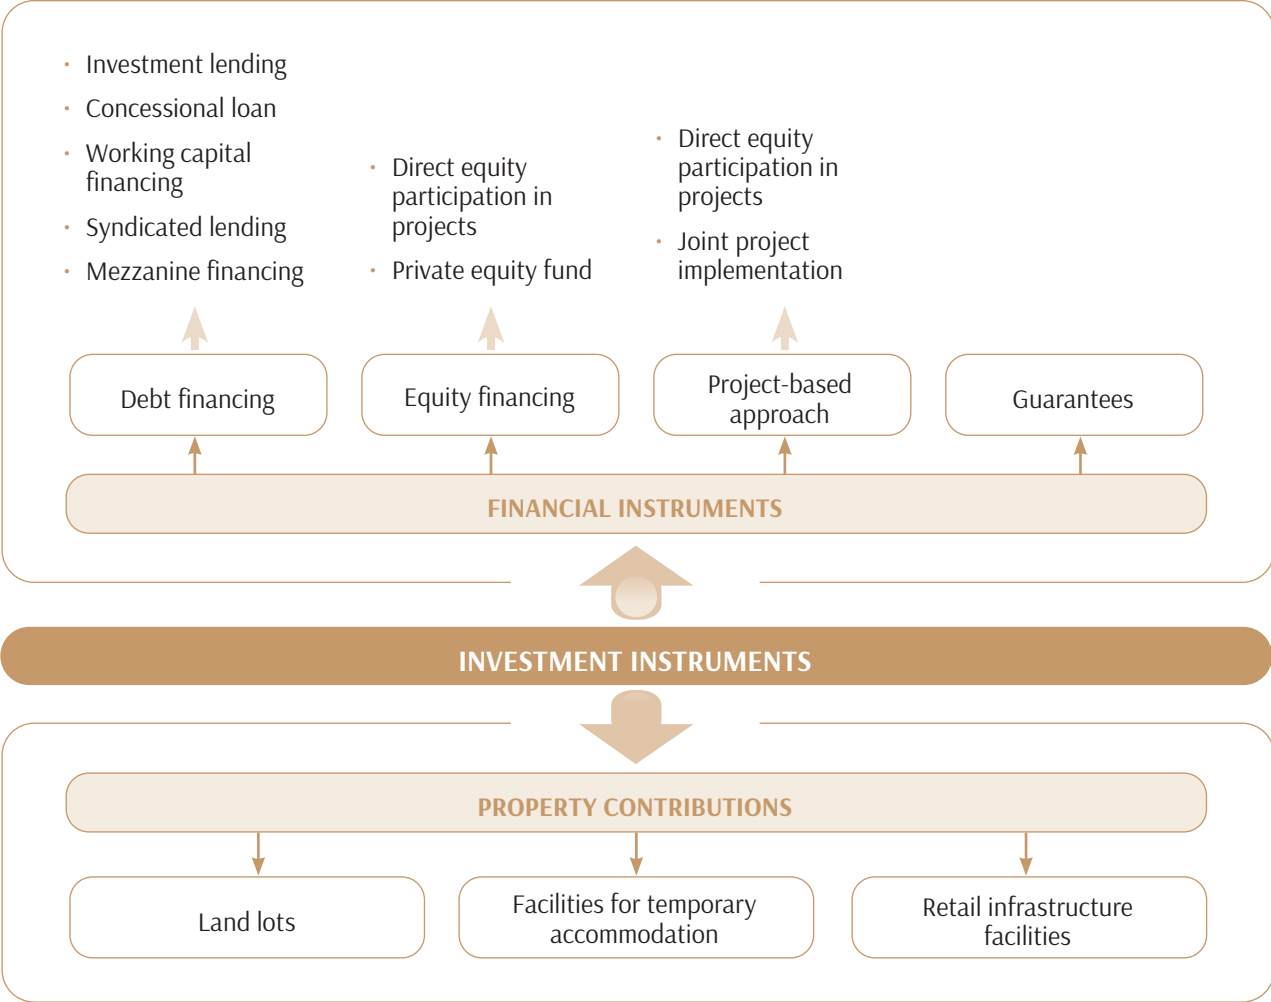 · Investment lending
· Concessional loan
· Working capital
financing
· Syndicated lending
· Mezzanine financing
· Direct equity
participation in
projects
· Private equity fund
· Direct equity
participation in
projects
· Joint project
implementation
Debt financing
Equity financing
Project-based
approach
Guarantees
FINANCIAL INSTRUMENTS
INVESTMENT INSTRUMENTS
PROPERTY CONTRIBUTIONS
Land lots
Facilities for temporary
accommodation
Retail infrastructure
facilities